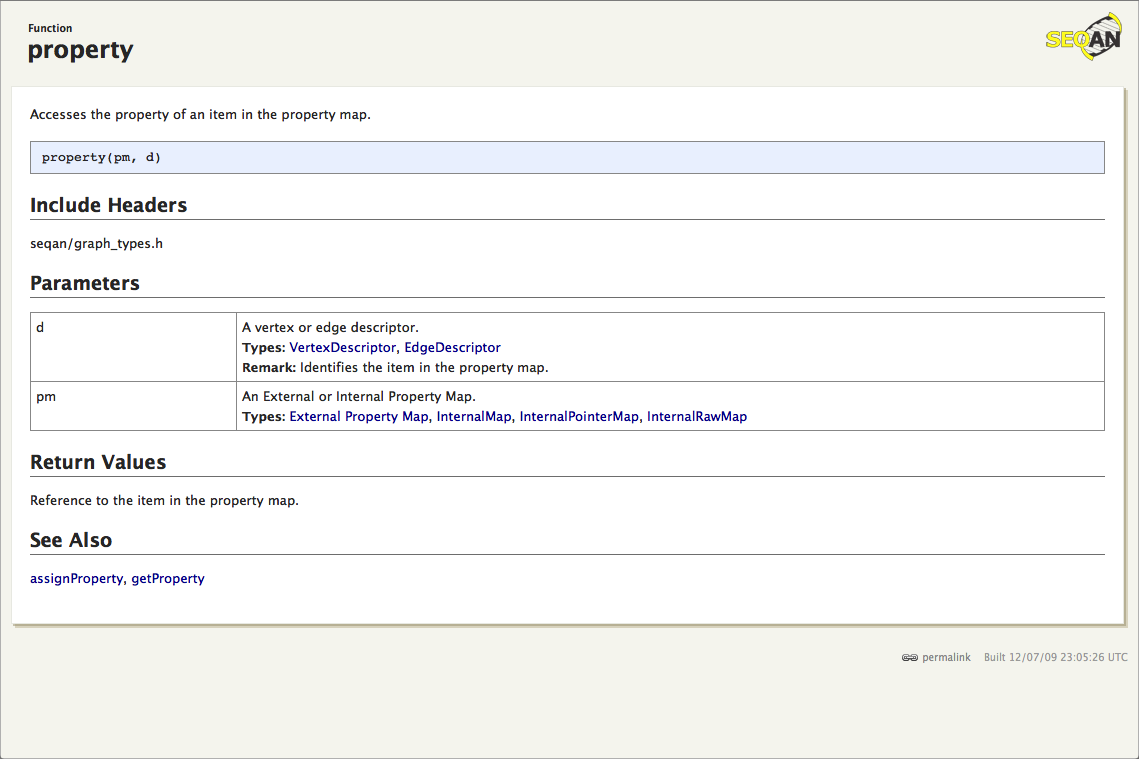 Function
property
SEQAN
Accesses the property of an item in the property map.
property(pm, d)
Include Headers
seqan/graph_types.h
Parameters
d
A vertex or edge descriptor.
Types: VertexDescriptor, EdgeDescriptor
Remark: Identifies the item in the property map.
pm
An External or Internal Property Map.
Types: External Property Map, InternalMap, InternalPointerMap, InternalRawMap
Return Values
Reference to the item in the property map.
See Also
assignProperty, getProperty
permalink Built 12/07/09 23:05:26 UTC